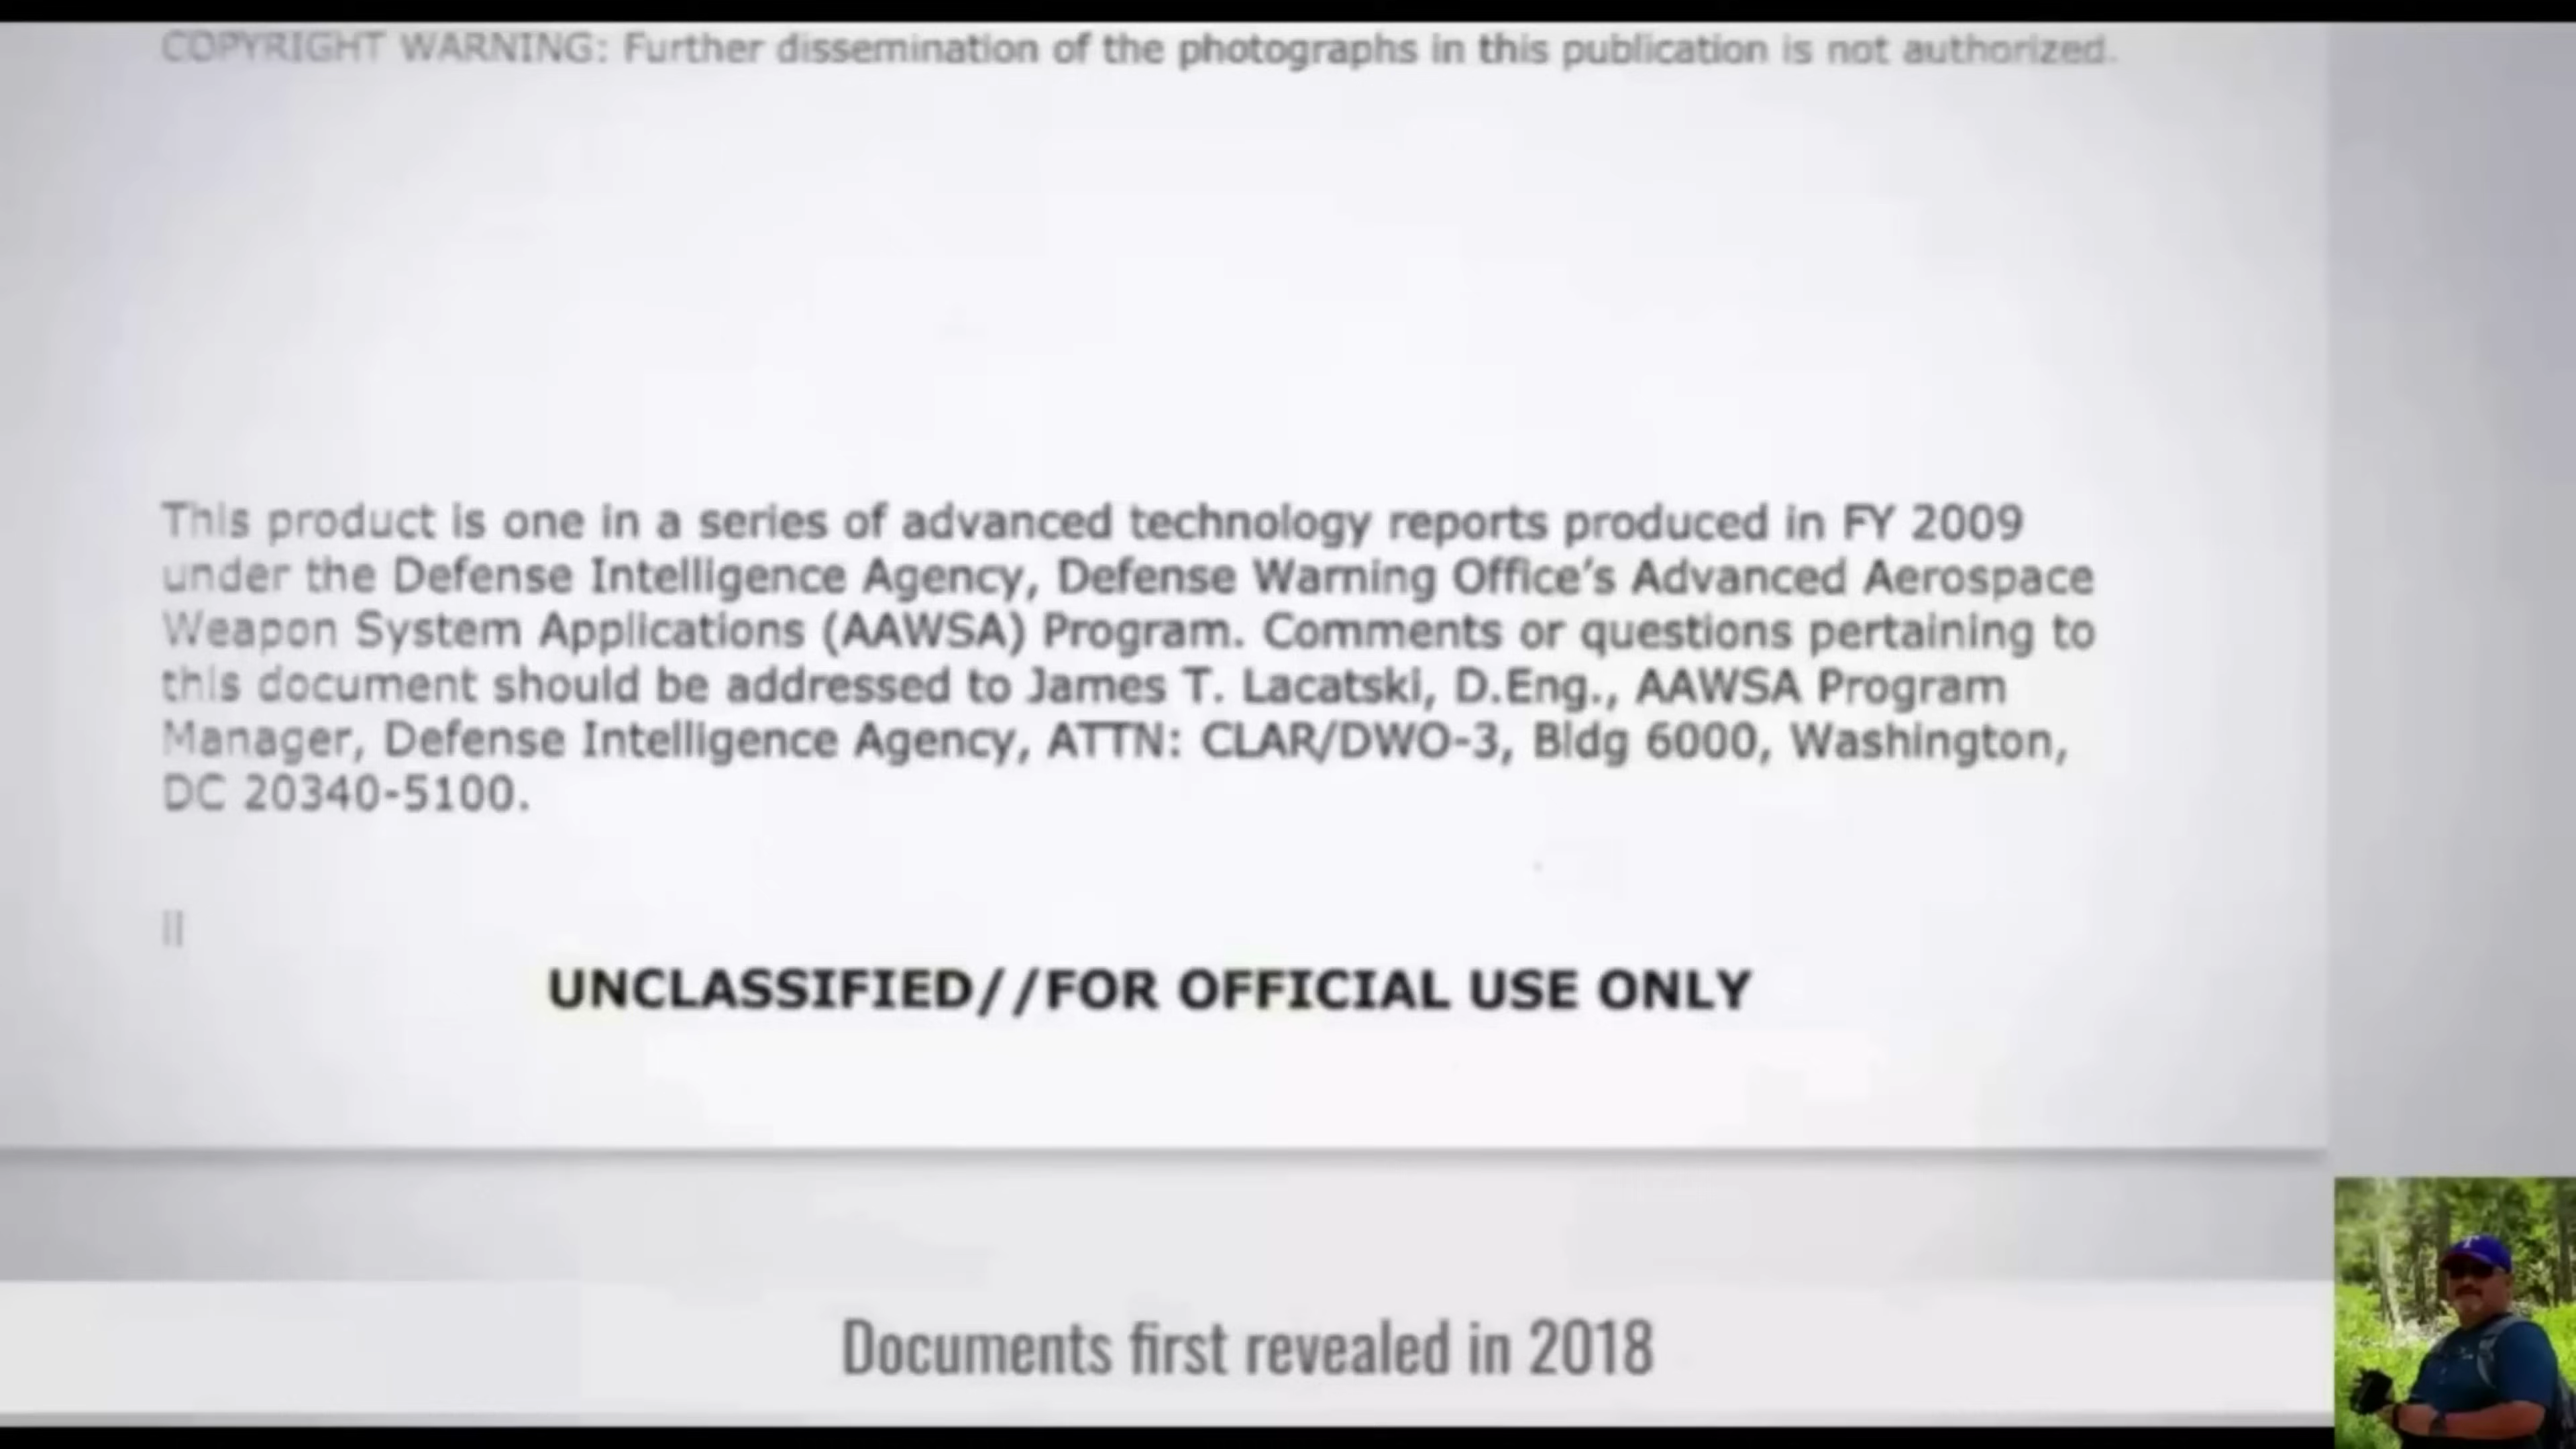 COPYRIGHT WARNING: Further dissemination of the photographs in this publication is not authorized.
This product is one in a series of advanced technology reports produced in FY 2009
under the Defense Intelligence Agency, Defense Warning Office's Advanced Aerospace
Weapon System Applications (AAWSA) Program. Comments or questions pertaining to
this document should be addressed to James T. Lacatski, D.Eng., AAWSA Program
Manager, Defense Intelligence Agency, ATTN: CLAR/DWO-3, Bldg 6000, Washington,
DC 20340-5100.
ii
UNCLASSIFIED//FOR OFFICIAL USE ONLY
Documents first revealed in 2018
T